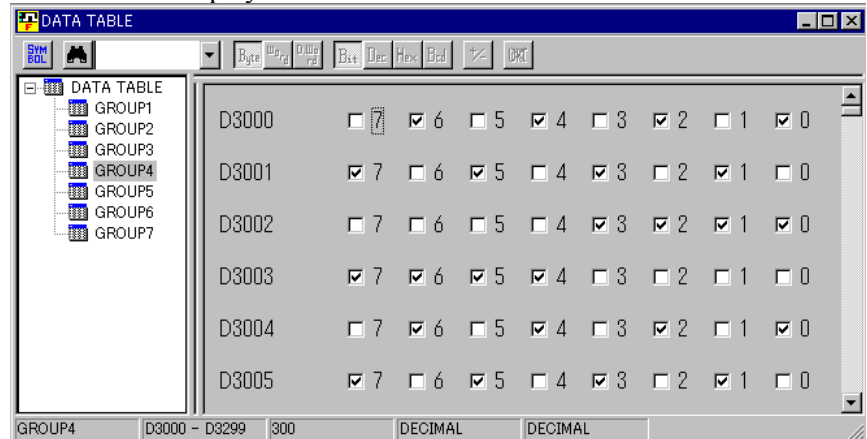 DATA TABLE
SYM BOL Byte Word D.Word Bit Dec Hex Bcd +/-
DATA TABLE
GROUP1
GROUP2
GROUP3
GROUP4
GROUP5
GROUP6
GROUP7
D3000 7 6 5 4 3 2 1 0
D3001 7 6 5 4 3 2 1 0
D3002 7 6 5 4 3 2 1 0
D3003 7 6 5 4 3 2 1 0
D3004 7 6 5 4 3 2 1 0
D3005 7 6 5 4 3 2 1 0
GROUP4 D3000 - D3299 300 DECIMAL DECIMAL